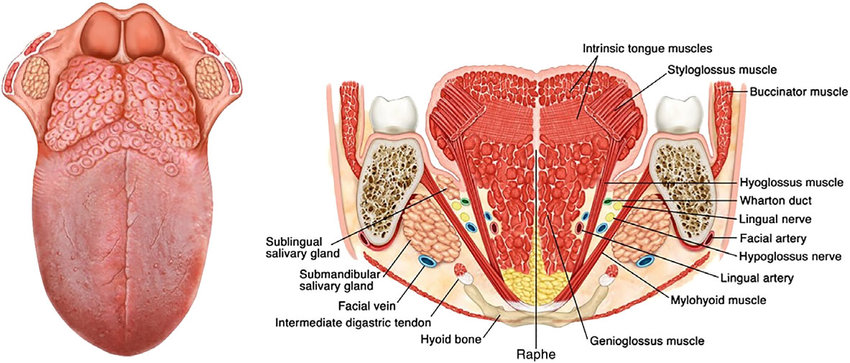 Intrinsic tongue muscles
Styloglossus muscle
Buccinator muscle
Hyoglossus muscle
Wharton duct
Lingual nerve
Facial artery
Hypoglossus nerve
Lingual artery
Mylohyoid muscle
Genioglossus muscle
Raphe
Sublingual
salivary gland
Submandibular
salivary gland
Facial vein
Intermediate digastric tendon
Hyoid bone